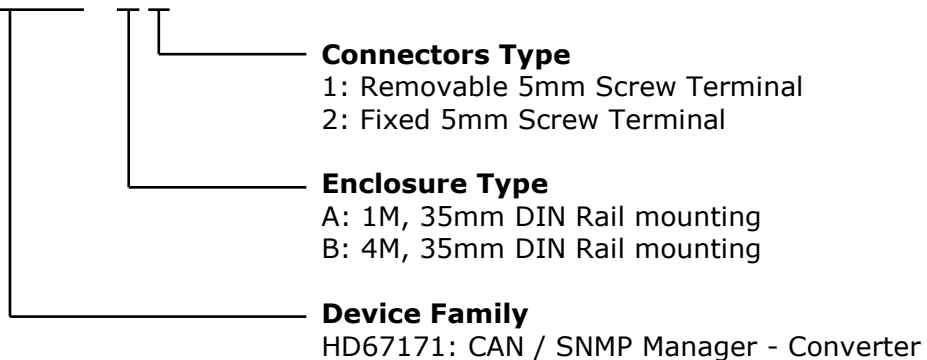 Connectors Type
1: Removable 5mm Screw Terminal
2: Fixed 5mm Screw Terminal
Enclosure Type
A: 1M, 35mm DIN Rail mounting
B: 4M, 35mm DIN Rail mounting
Device Family
HD67171: CAN / SNMP Manager - Converter